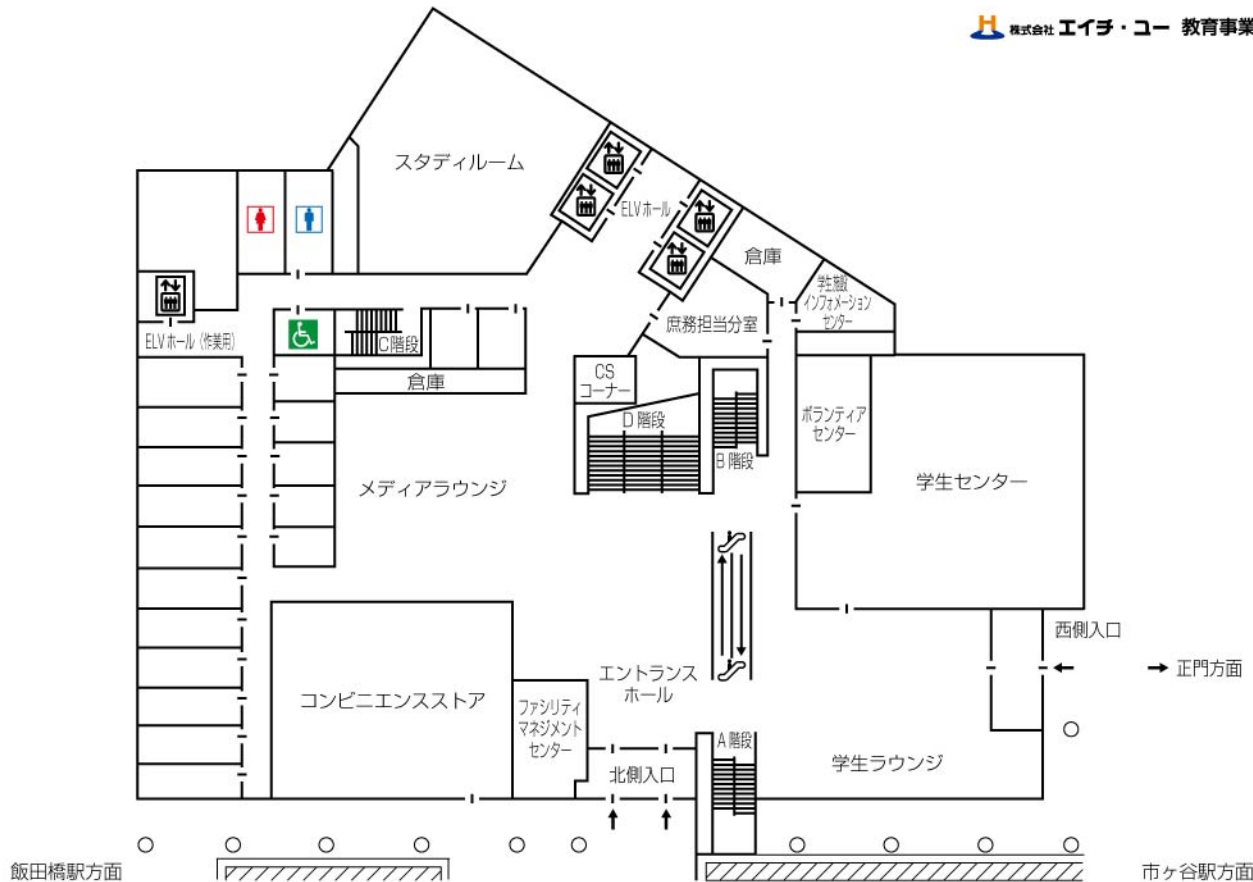 株式会社 エイチ・ユー 教育事業
スタディルーム
ELVホール
倉庫
学生施設
インフォメーション
センター
庶務担当分室
ELVホール（作業用）
C階段
倉庫
CS
コーナー
D階段
B階段
ボランティア
センター
メディアラウンジ
学生センター
西側入口
正門方面
エントランス
ホール
コンビニエンスストア
ファシリティ
マネジメント
センター
A階段
北側入口
学生ラウンジ
飯田橋駅方面
市ヶ谷駅方面